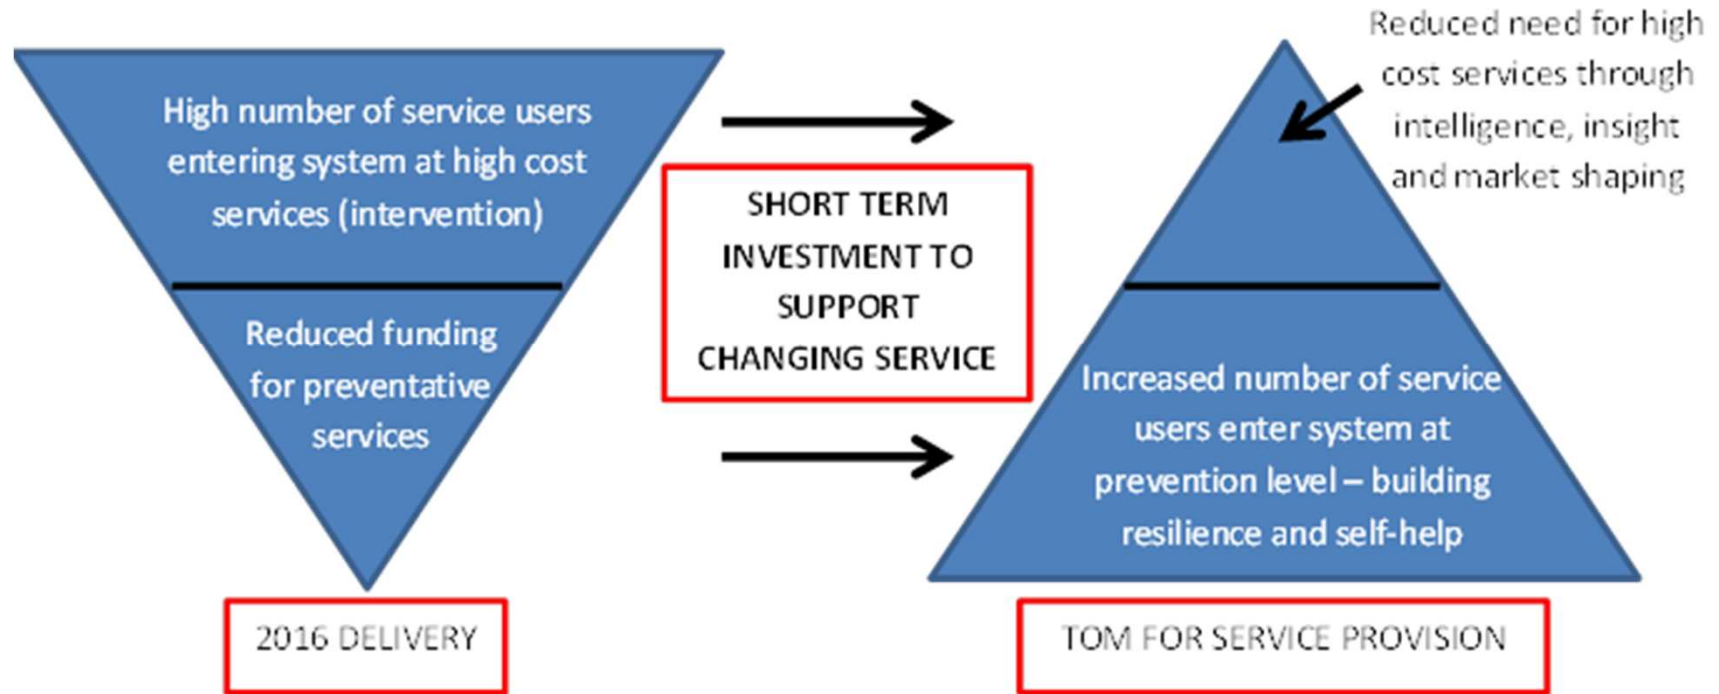 High number of service users
entering system at high cost
services (intervention)
Reduced funding
for preventative
services
2016 DELIVERY
SHORT TERM
INVESTMENT TO
SUPPORT
CHANGING SERVICE
Reduced need for high
cost services through
intelligence, insight
and market shaping
Increased number of service
users enter system at
prevention level – building
resilience and self-help
TOM FOR SERVICE PROVISION